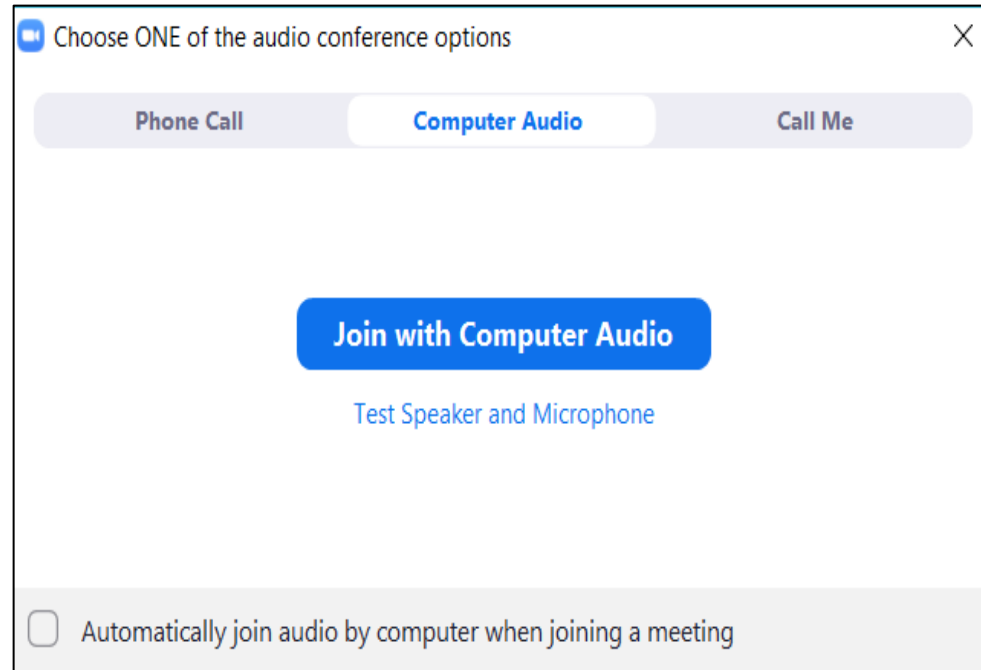 Choose ONE of the audio conference options
Phone Call Computer Audio Call Me
Join with Computer Audio
Test Speaker and Microphone
Automatically join audio by computer when joining a meeting